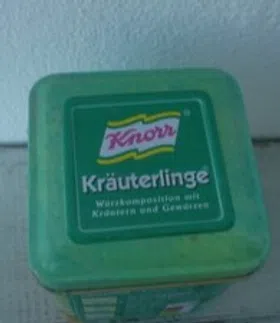 Knorr®
Kräuterlinge®
Würzkomposition mit
Kräutern und Gewürzen